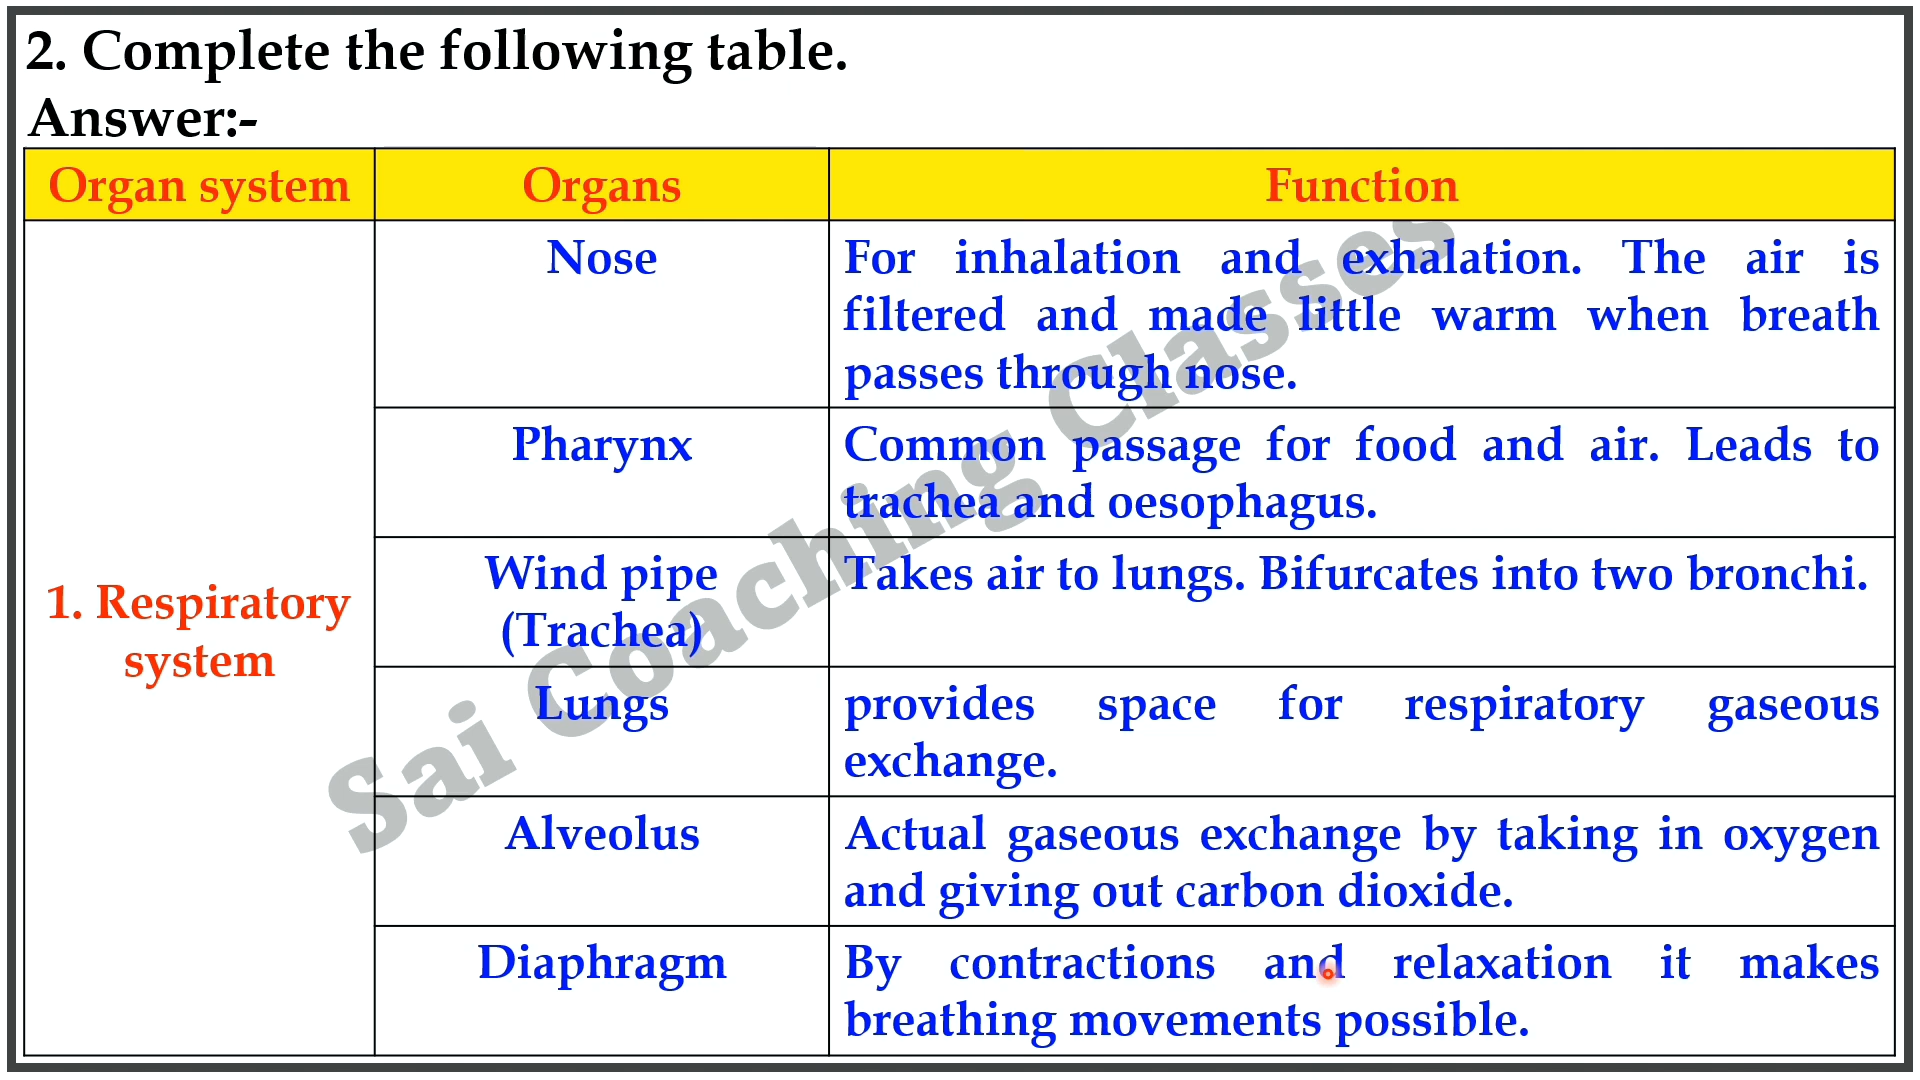 2. Complete the following table.
Answer:-
Organ system Organs Function
1. Respiratory
system
Nose
For inhalation and exhalation. The air is
filtered and made little warm when breath
passes through nose.
Pharynx
Common passage for food and air. Leads to
trachea and oesophagus.
Wind pipe
(Trachea)
Takes air to lungs. Bifurcates into two bronchi.
Lungs
provides space for respiratory gaseous
exchange.
Alveolus
Actual gaseous exchange by taking in oxygen
and giving out carbon dioxide.
Diaphragm
By contractions and relaxation it makes
breathing movements possible.
Sai Coaching Classes